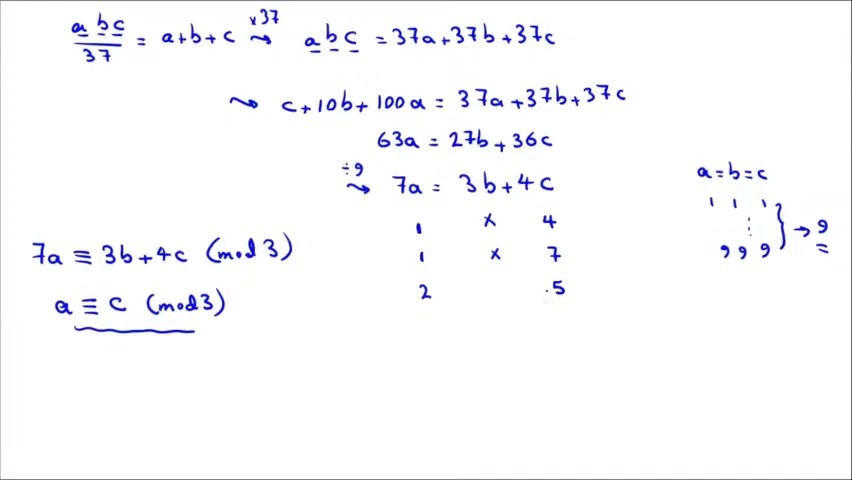 abc/37 = a+b+c ⇝ ×37 abc = 37a+37b+37c
⇝ c+10b+100a = 37a+37b+37c
63a = 27b+36c
÷9 ⇝ 7a = 3b+4c
a=b=c
1 × 4
1 1 1
⋮ } → 9
9 9 9
7a ≡ 3b+4c (mod 3)
1 × 7
a ≡ c (mod 3)
2 .5